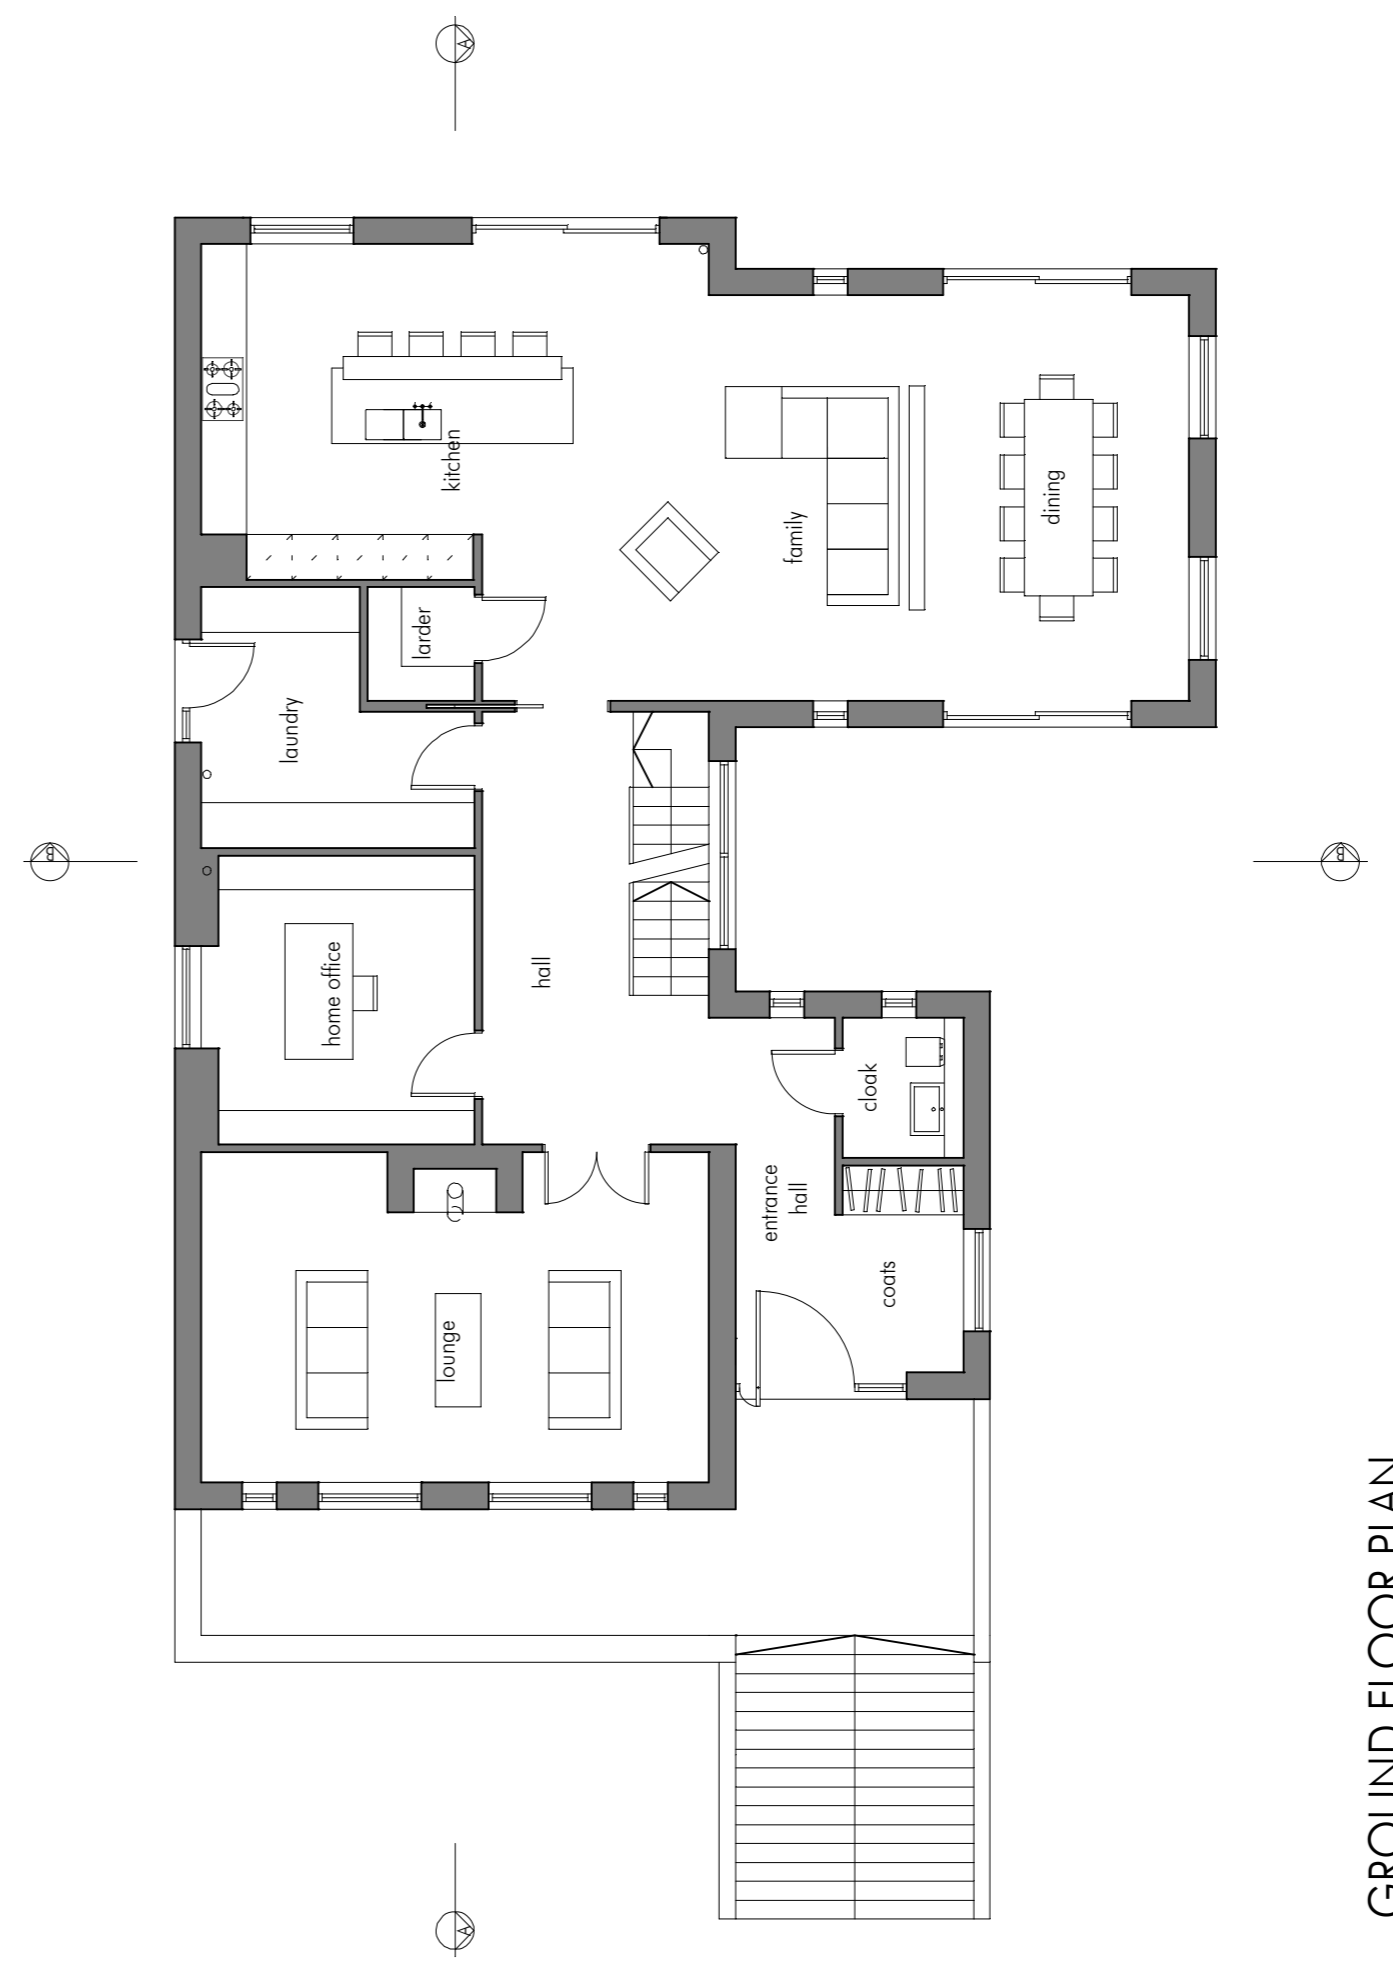 A
kitchen
family
dining
larder
laundry
B
B
home office
hall
cloak
entrance
hall
coats
lounge
A
GROUND FLOOR PLAN